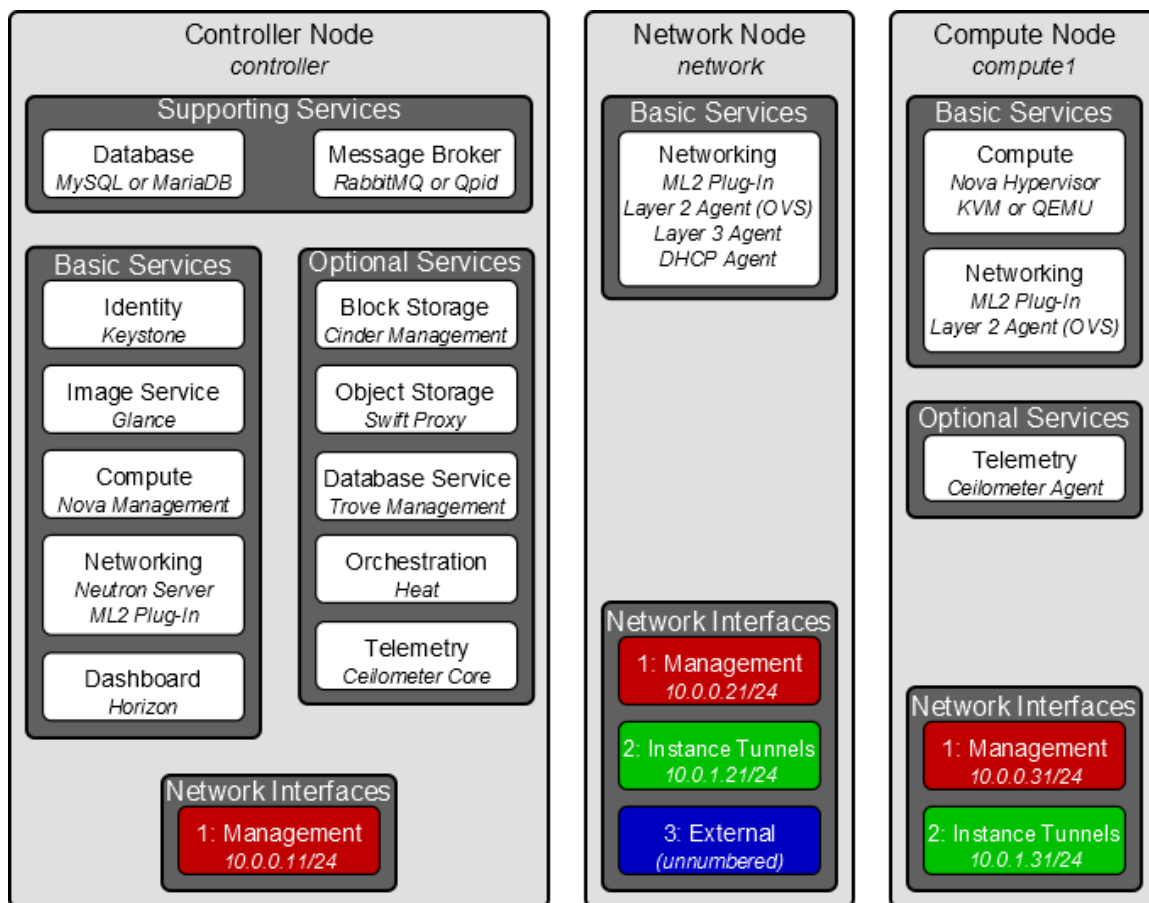 Controller Node
controller
Supporting Services
Database
MySQL or MariaDB
Message Broker
RabbitMQ or Qpid
Basic Services
Identity
Keystone
Image Service
Glance
Compute
Nova Management
Networking
Neutron Server
ML2 Plug-In
Dashboard
Horizon
Optional Services
Block Storage
Cinder Management
Object Storage
Swift Proxy
Database Service
Trove Management
Orchestration
Heat
Telemetry
Ceilometer Core
Network Interfaces
1: Management
10.0.0.11/24
Network Node
network
Basic Services
Networking
ML2 Plug-In
Layer 2 Agent (OVS)
Layer 3 Agent
DHCP Agent
Network Interfaces
1: Management
10.0.0.21/24
2: Instance Tunnels
10.0.1.21/24
3: External
(unnumbered)
Compute Node
compute1
Basic Services
Compute
Nova Hypervisor
KVM or QEMU
Networking
ML2 Plug-In
Layer 2 Agent (OVS)
Optional Services
Telemetry
Ceilometer Agent
Network Interfaces
1: Management
10.0.0.31/24
2: Instance Tunnels
10.0.1.31/24